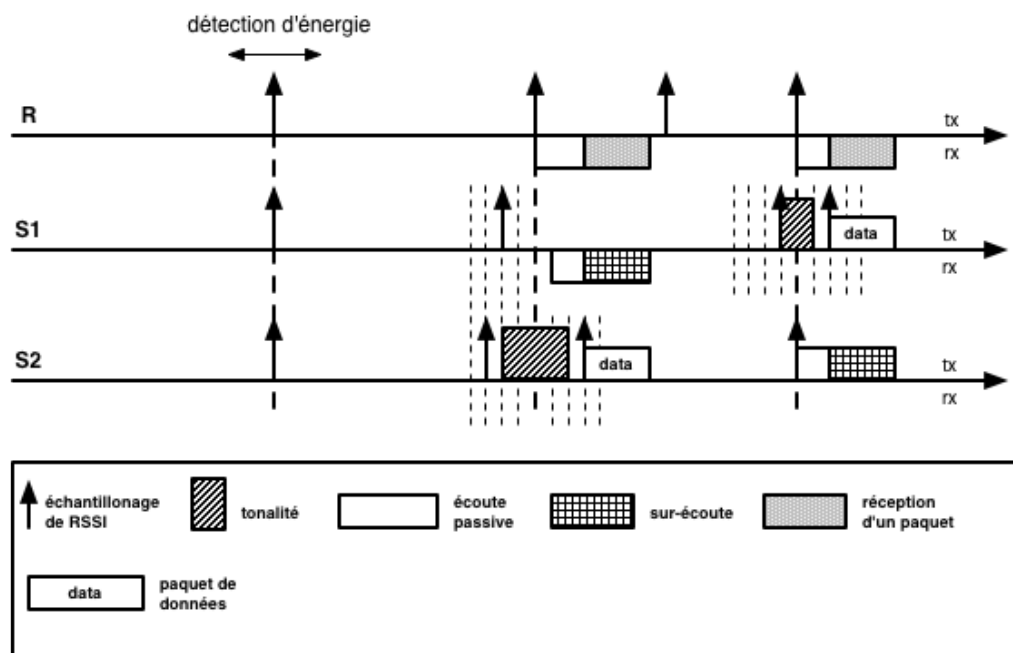 détection d'énergie
R
tx
rx
S1
data
tx
rx
S2
data
tx
rx
échantillonage
de RSSI
tonalité
écoute
passive
sur-écoute
réception
d'un paquet
data
paquet de
données